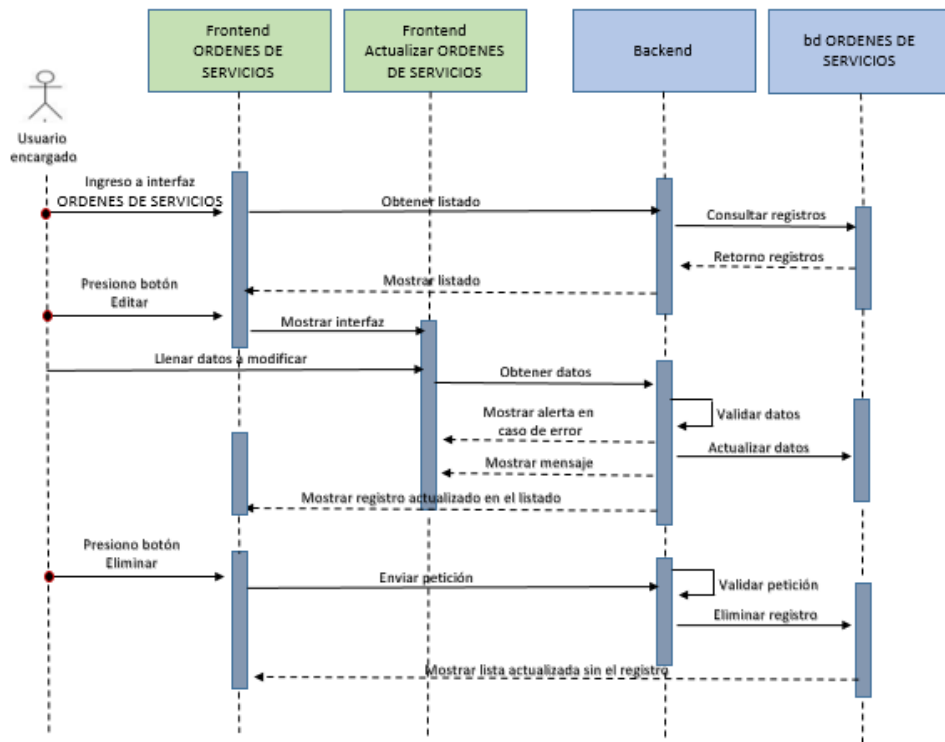 Frontend
ORDENES DE
SERVICIOS
Frontend
Actualizar ORDENES
DE SERVICIOS
Backend
bd ORDENES DE
SERVICIOS
Usuario
encargado
Ingreso a interfaz
ORDENES DE SERVICIOS
Obtener listado
Consultar registros
Retorno registros
Mostrar listado
Presiono botón
Editar
Mostrar interfaz
Llenar datos a modificar
Obtener datos
Validar datos
Mostrar alerta en
caso de error
Actualizar datos
Mostrar mensaje
Mostrar registro actualizado en el listado
Presiono botón
Eliminar
Enviar petición
Validar petición
Eliminar registro
Mostrar lista actualizada sin el registro